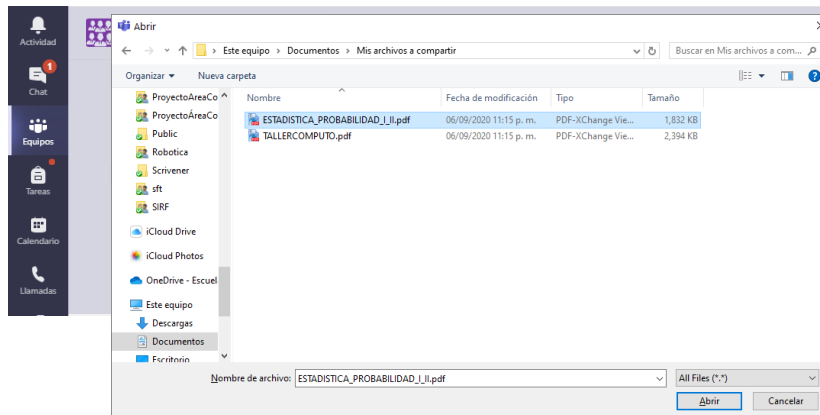 Abrir
Actividad
Este equipo > Documentos > Mis archivos a compartir
Buscar en Mis archivos a com...
Organizar
Nueva carpeta
1
Chat
ProyectoAreaCo
Nombre
Fecha de modificación
Tipo
Tamaño
ProyectoÁreaCo
ESTADISTICA_PROBABILIDAD_I_II.pdf
06/09/2020 11:15 p. m.
PDF-XChange Vie...
1,832 KB
Public
TALLERCOMPUTO.pdf
06/09/2020 11:15 p. m.
PDF-XChange Vie...
2,394 KB
Equipos
Robotica
Scrivener
sft
Tareas
SIRF
iCloud Drive
Calendario
iCloud Photos
OneDrive - Escuel
Llamadas
Este equipo
Descargas
Documentos
Escritorio
Nombre de archivo:
ESTADISTICA_PROBABILIDAD_I_II.pdf
All Files (*.*)
Abrir
Cancelar